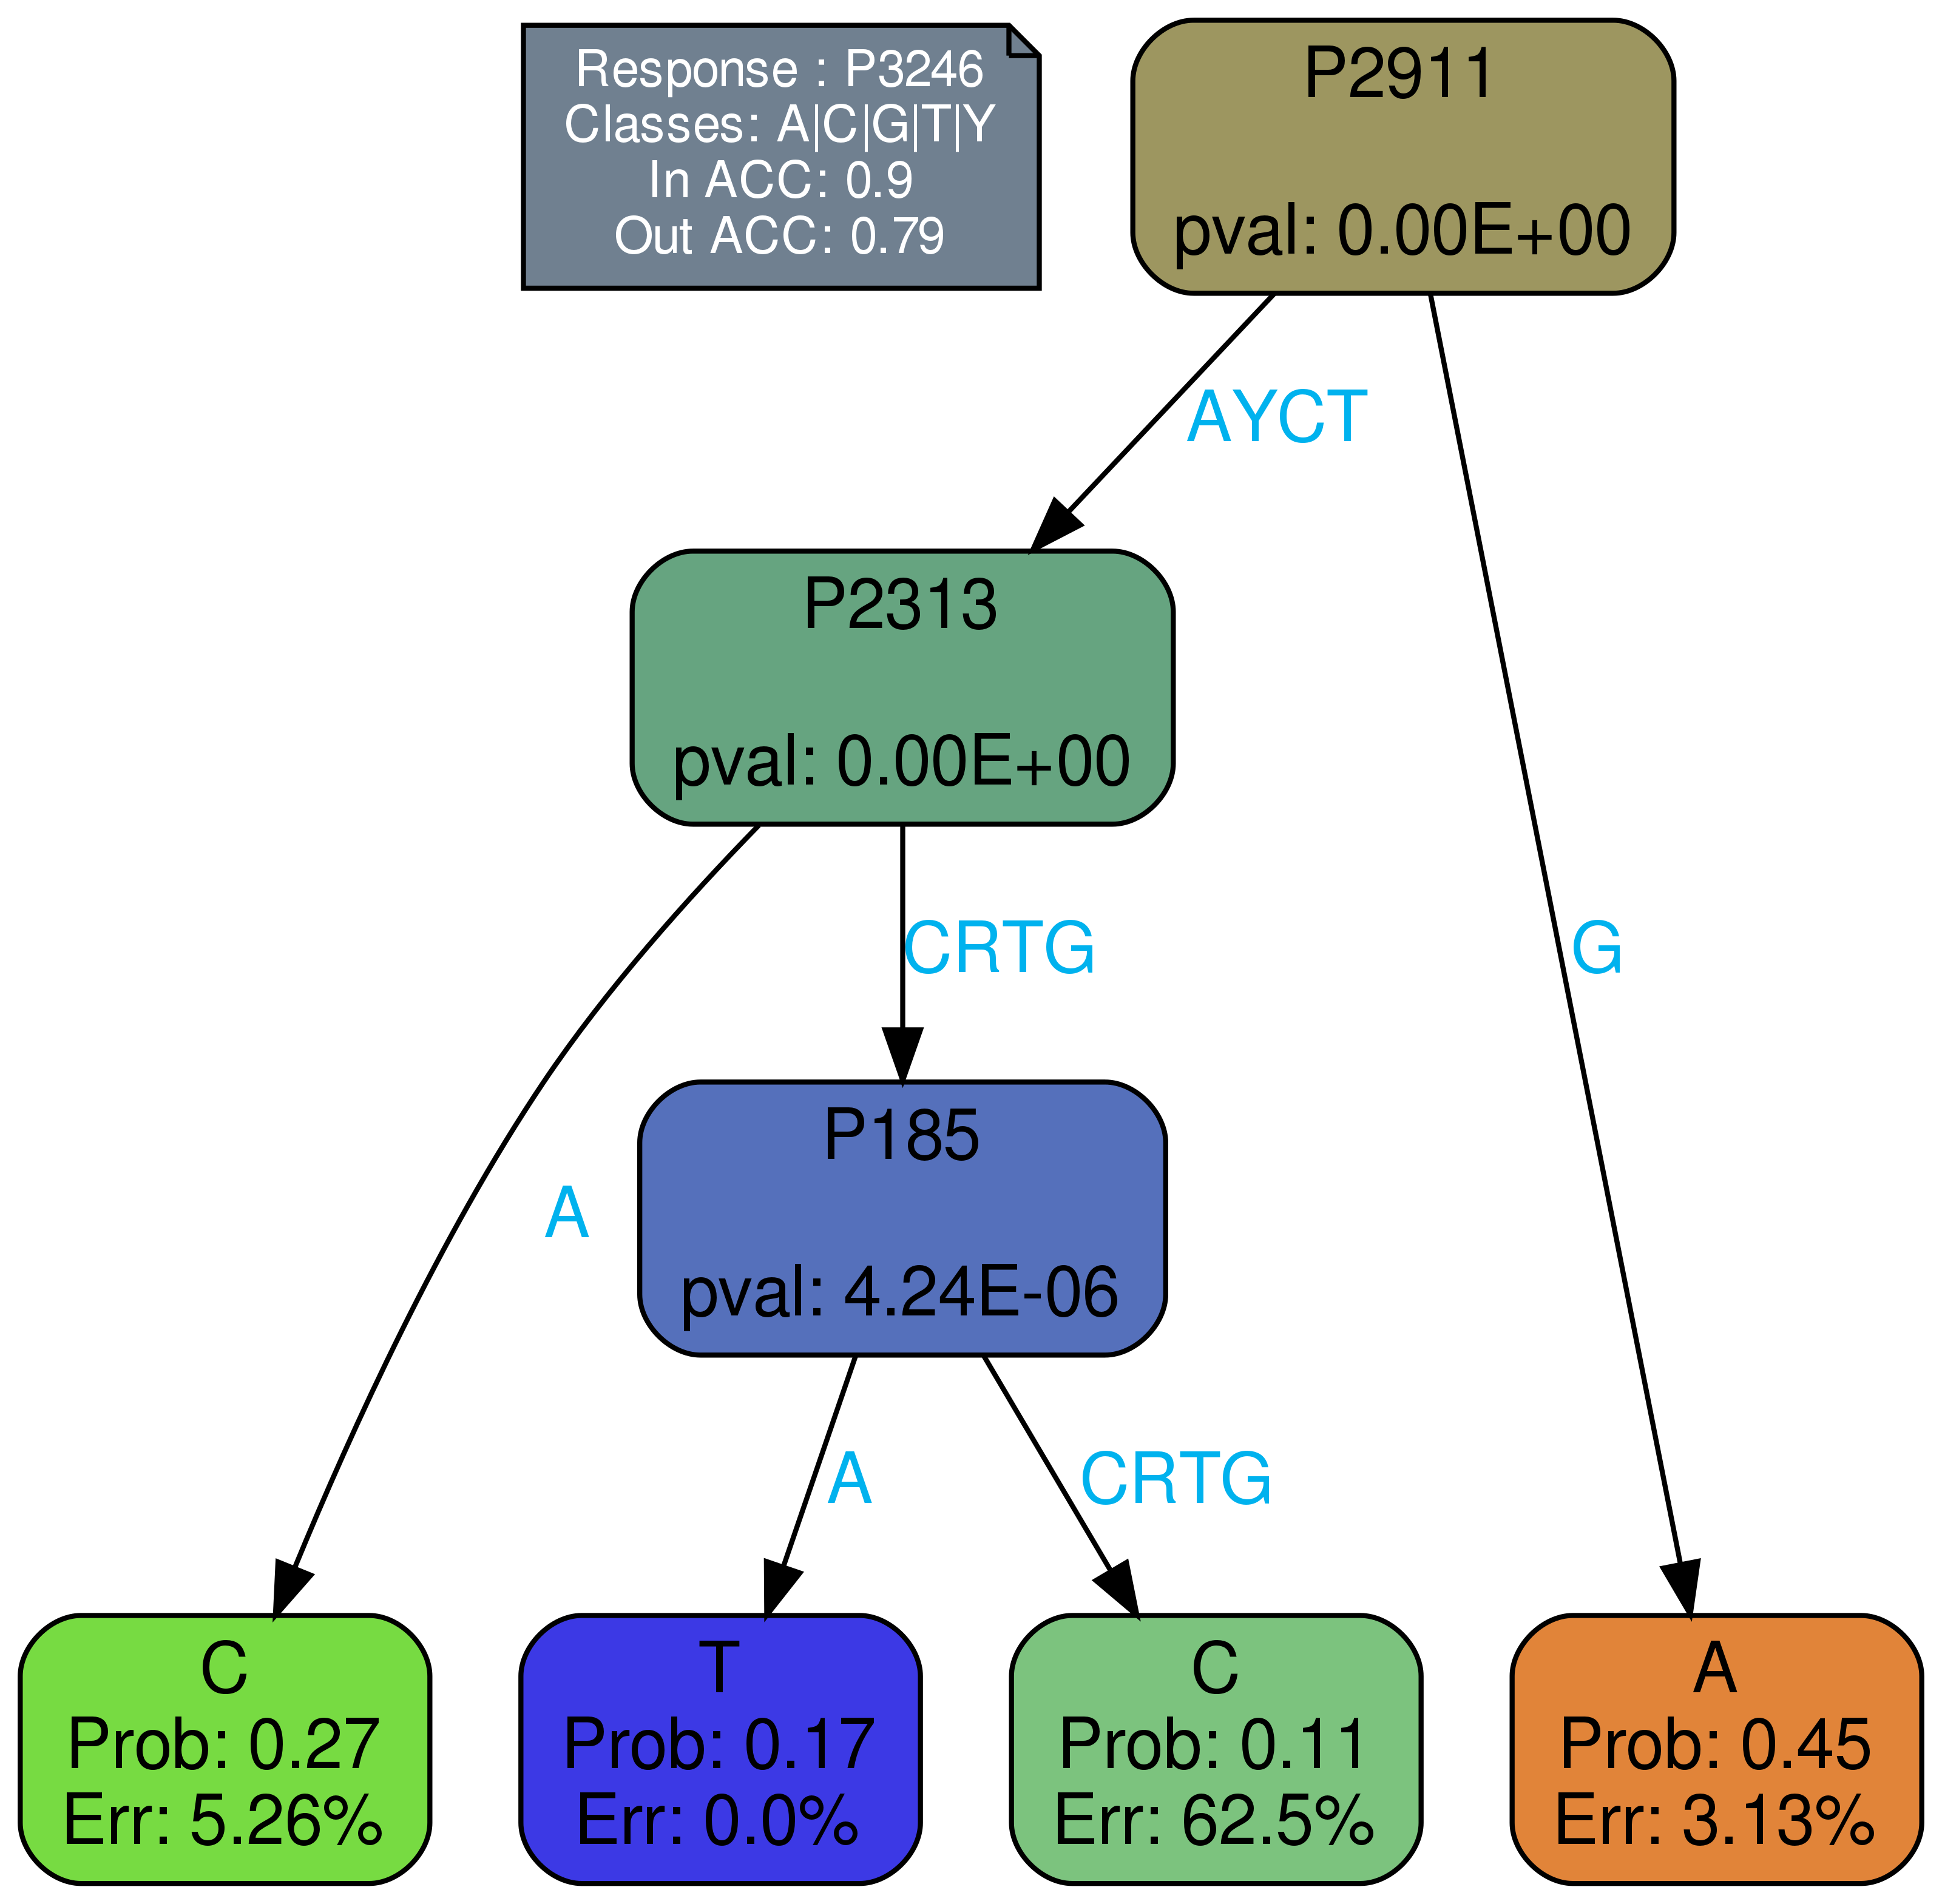 Response : P3246
Classes: A|C|G|T|Y
In ACC: 0.9
Out ACC: 0.79
P2911
pval: 0.00E+00
AYCT
P2313
pval: 0.00E+00
CRTG
G
P185
pval: 4.24E-06
A
A
CRTG
C
Prob: 0.27
Err: 5.26%
T
Prob: 0.17
Err: 0.0%
C
Prob: 0.11
Err: 62.5%
A
Prob: 0.45
Err: 3.13%